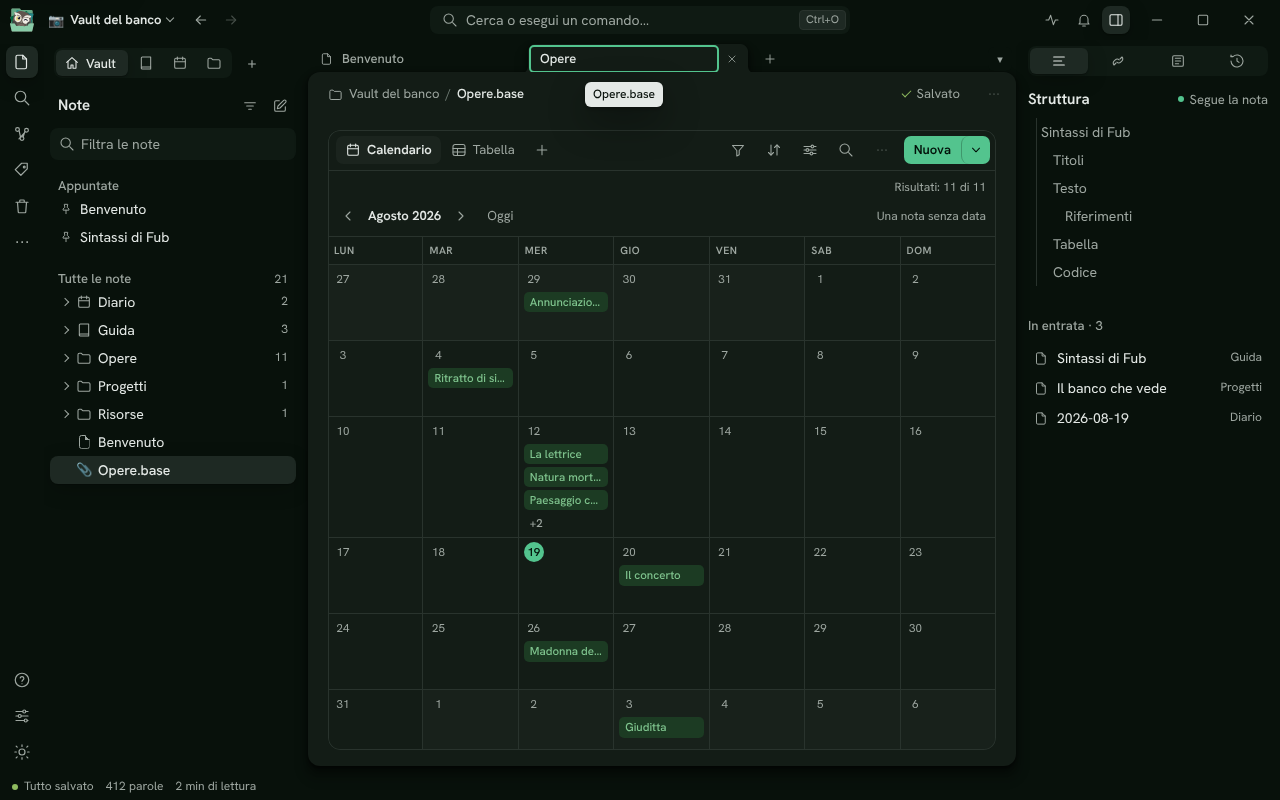 Vault del banco
Cerca o esegui un comando...
Ctrl+O
Vault
Note
Filtra le note
Appuntate
Benvenuto
Sintassi di Fub
Tutte le note 21
Diario 2
Guida 3
Opere 11
Progetti 1
Risorse 1
Benvenuto
Opere.base
Tutto salvato 412 parole 2 min di lettura
Benvenuto
Opere
Vault del banco / Opere.base
Opere.base
Salvato
Calendario
Tabella
Nuova
Risultati: 11 di 11
Agosto 2026
Oggi
Una nota senza data
LUN MAR MER GIO VEN SAB DOM
27 28 29 30 31 1 2
Annunciazio...
3 4 5 6 7 8 9
Ritratto di si...
10 11 12 13 14 15 16
La lettrice
Natura mort...
Paesaggio c...
+2
17 18 19 20 21 22 23
Il concerto
24 25 26 27 28 29 30
Madonna de...
31 1 2 3 4 5 6
Giuditta
Struttura
Segue la nota
Sintassi di Fub
Titoli
Testo
Riferimenti
Tabella
Codice
In entrata · 3
Sintassi di Fub Guida
Il banco che vede Progetti
2026-08-19 Diario